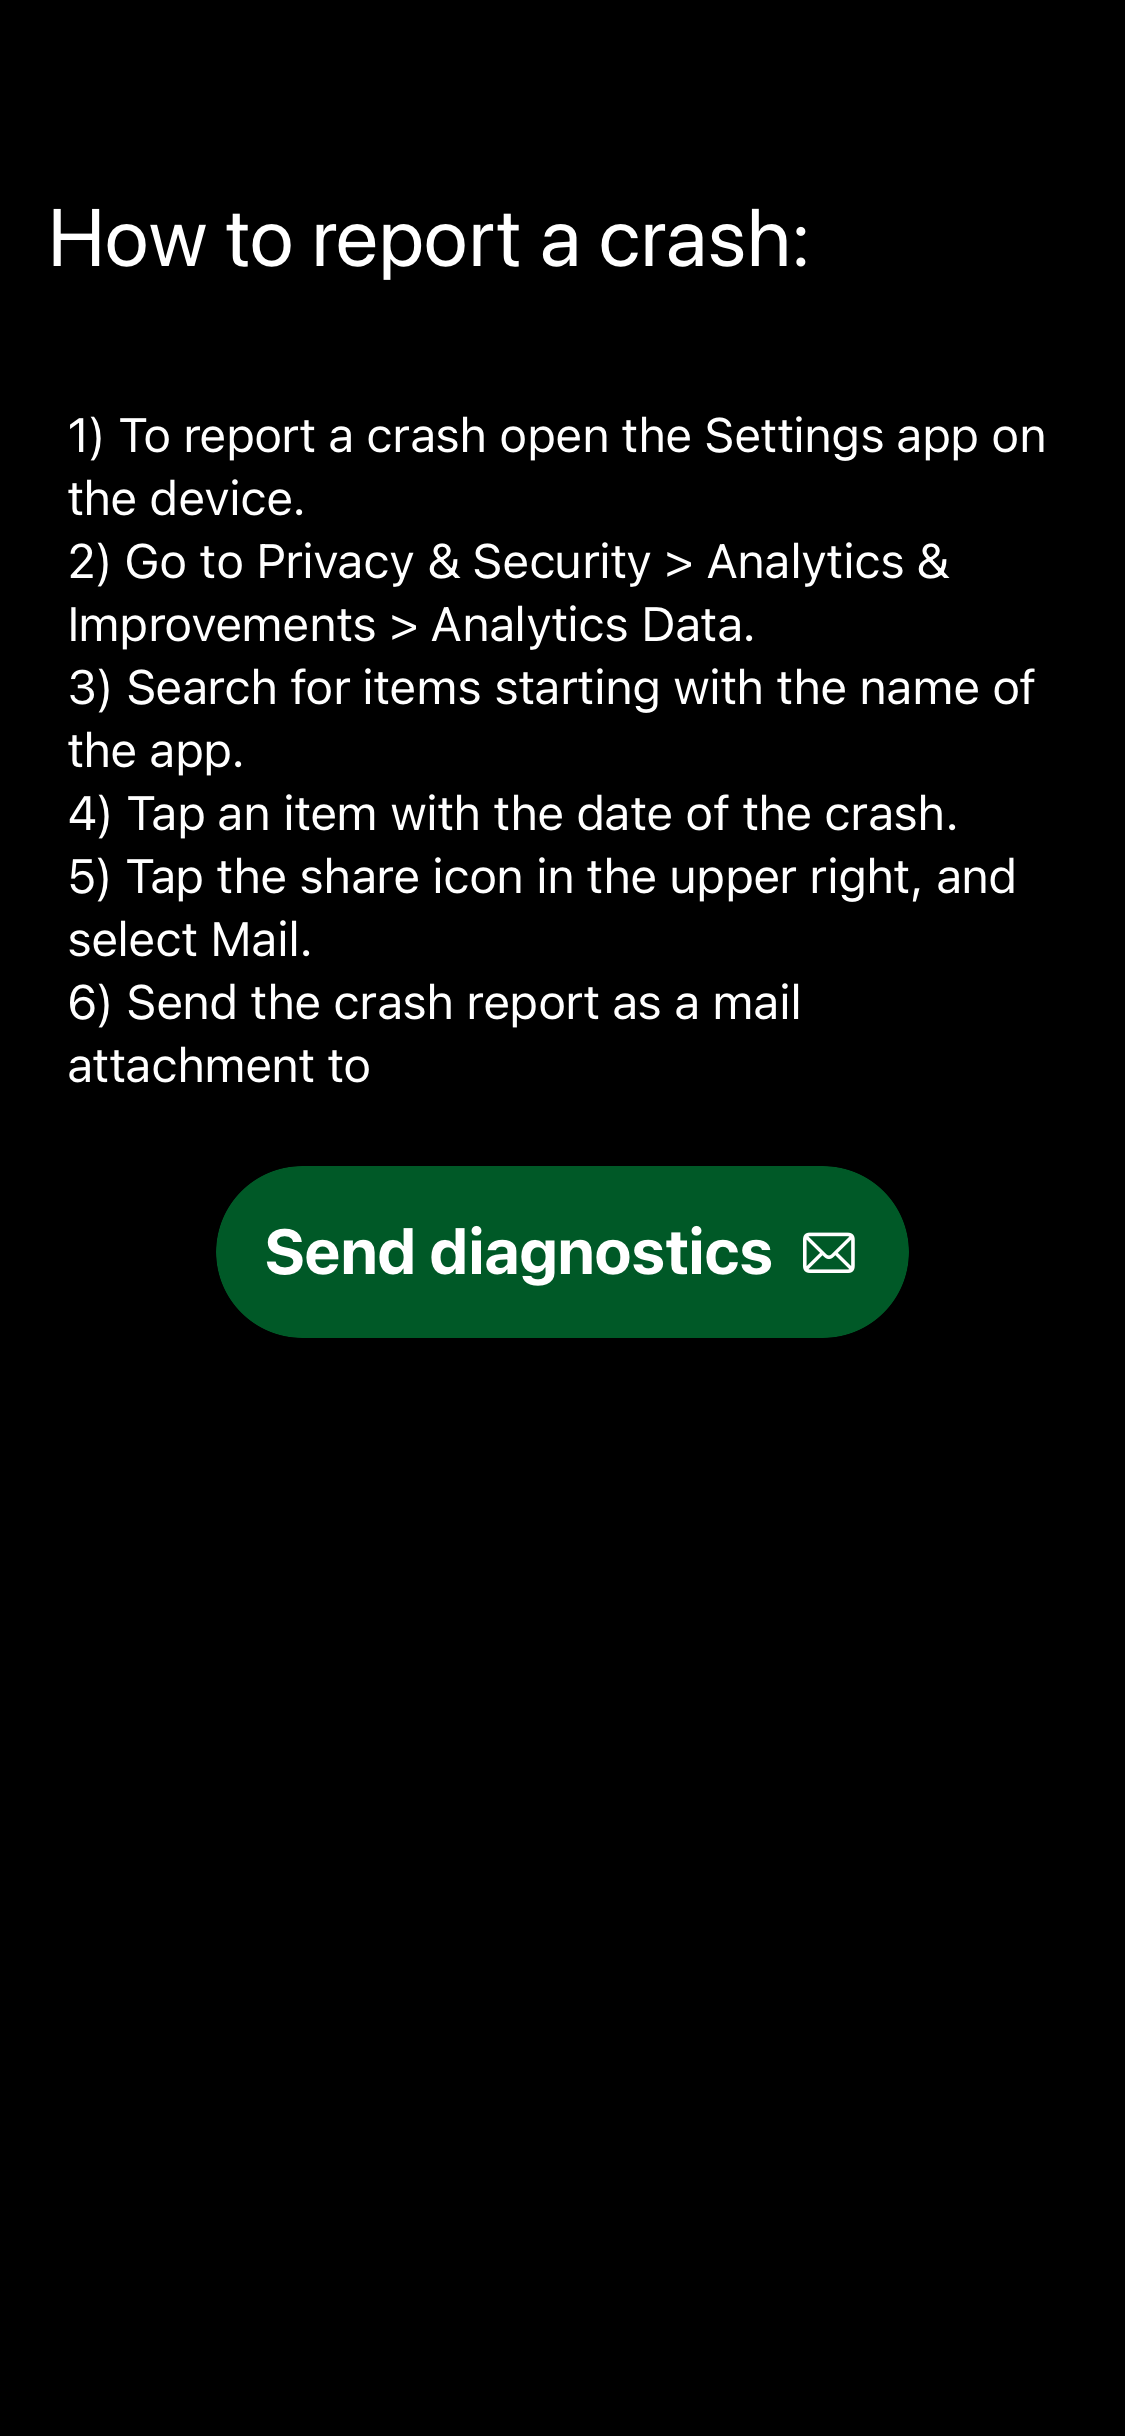 How to report a crash:
1) To report a crash open the Settings app on
the device.
2) Go to Privacy & Security > Analytics &
Improvements > Analytics Data.
3) Search for items starting with the name of
the app.
4) Tap an item with the date of the crash.
5) Tap the share icon in the upper right, and
select Mail.
6) Send the crash report as a mail
attachment to
Send diagnostics